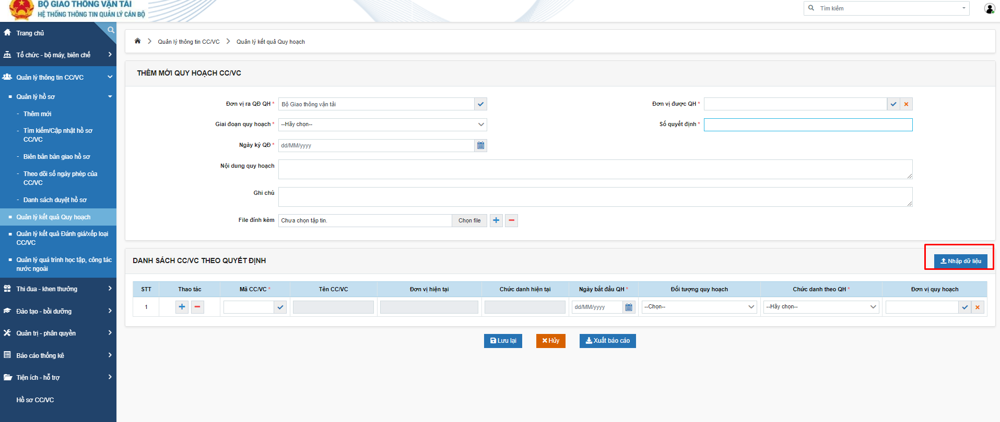 BỘ GIAO THÔNG VẬN TẢI
HỆ THỐNG THÔNG TIN QUẢN LÝ CÁN BỘ
Tìm kiếm
Trang chủ
Tổ chức - bộ máy, biên chế
Quản lý thông tin CC/VC
Quản lý hồ sơ
- Thêm mới
- Tìm kiếm/Cập nhật hồ sơ
CC/VC
- Biên bản bàn giao hồ sơ
- Theo dõi số ngày phép của
CC/VC
- Danh sách duyệt hồ sơ
Quản lý kết quả Quy hoạch
Quản lý kết quả Đánh giá/xếp loại
CC/VC
Quản lý quá trình học tập, công tác
nước ngoài
Thi đua - khen thưởng
Đào tạo - bồi dưỡng
Quản trị - phân quyền
Báo cáo thống kê
Tiện ích - hỗ trợ
Hồ sơ CC/VC
Quản lý thông tin CC/VC > Quản lý kết quả Quy hoạch
THÊM MỚI QUY HOẠCH CC/VC
Đơn vị ra QĐ QH * Bộ Giao thông vận tải
Đơn vị được QH *
Giai đoạn quy hoạch * --Hãy chọn--
Số quyết định *
Ngày ký QĐ * dd/MM/yyyy
Nội dung quy hoạch
Ghi chú
File đính kèm Chưa chọn tập tin. Chọn file
DANH SÁCH CC/VC THEO QUYẾT ĐỊNH
Nhập dữ liệu
STT Thao tác Mã CC/VC * Tên CC/VC Đơn vị hiện tại Chức danh hiện tại Ngày bắt đầu QH * Đối tượng quy hoạch Chức danh theo QH * Đơn vị quy hoạch
1 dd/MM/yyyy --Chọn-- --Hãy chọn--
Lưu lại Hủy Xuất báo cáo